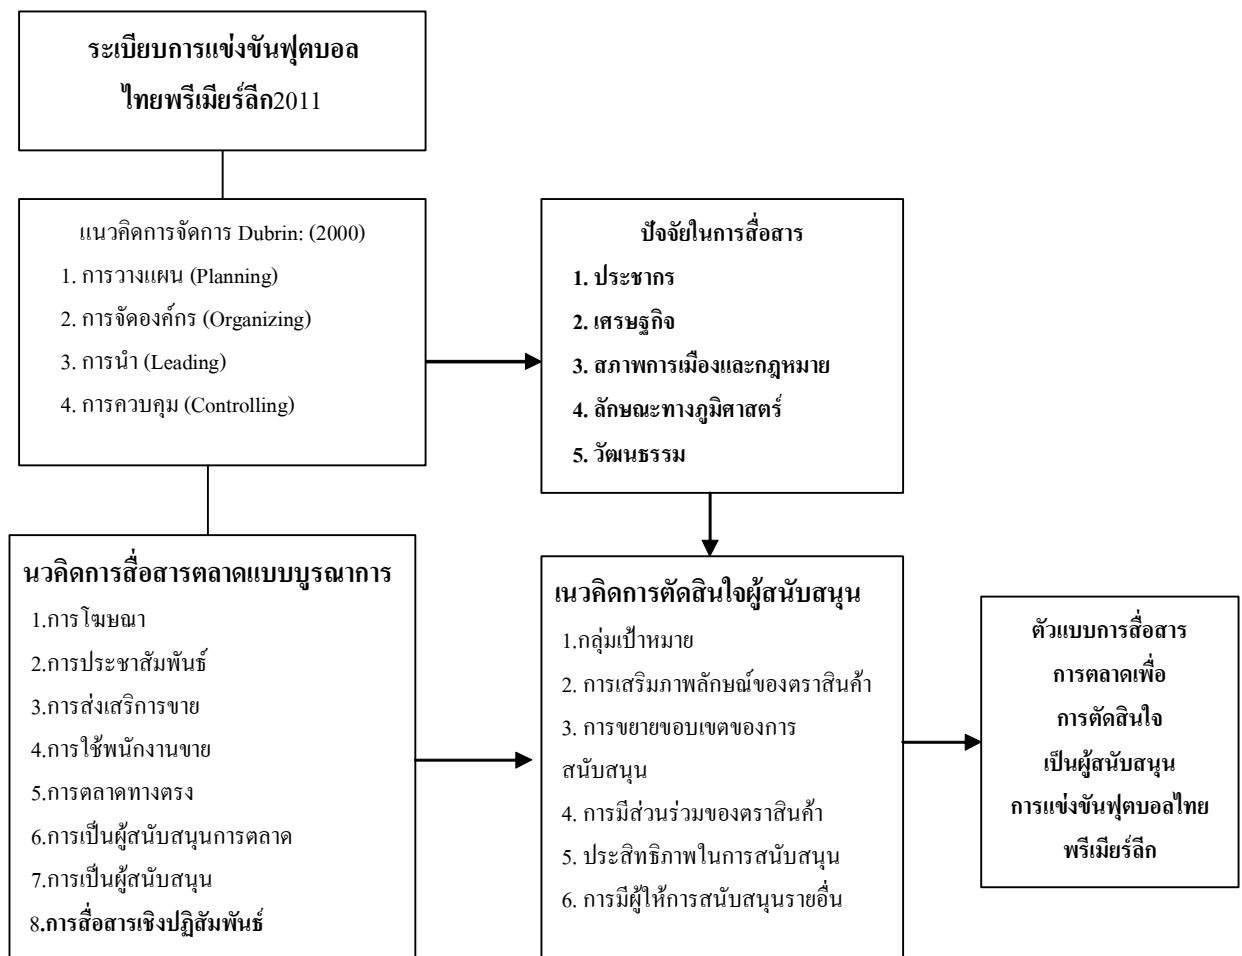 ระเบียบการแข่งขันฟุตบอล
ไทยพรีเมียร์ลีก2011
แนวคิดการจัดการ Dubrin: (2000)
1. การวางแผน (Planning)
2. การจัดองค์กร (Organizing)
3. การนำ (Leading)
4. การควบคุม (Controlling)
ปัจจัยในการสื่อสาร
1. ประชากร
2. เศรษฐกิจ
3. สภาพการเมืองและกฎหมาย
4. ลักษณะทางภูมิศาสตร์
5. วัฒนธรรม
นวคิดการสื่อสารตลาดแบบบูรณาการ
1.การโฆษณา
2.การประชาสัมพันธ์
3.การส่งเสริการขาย
4.การใช้พนักงานขาย
5.การตลาดทางตรง
6.การเป็นผู้สนับสนุนการตลาด
7.การเป็นผู้สนับสนุน
8.การสื่อสารเชิงปฏิสัมพันธ์
แนวคิดการตัดสินใจผู้สนับสนุน
1.กลุ่มเป้าหมาย
2. การเสริมภาพลักษณ์ของตราสินค้า
3. การขยายขอบเขตของการ
สนับสนุน
4. การมีส่วนร่วมของตราสินค้า
5. ประสิทธิภาพในการสนับสนุน
6. การมีผู้ให้การสนับสนุนรายอื่น
ตัวแบบการสื่อสาร
การตลาดเพื่อ
การตัดสินใจ
เป็นผู้สนับสนุน
การแข่งขันฟุตบอลไทย
พรีเมียร์ลีก